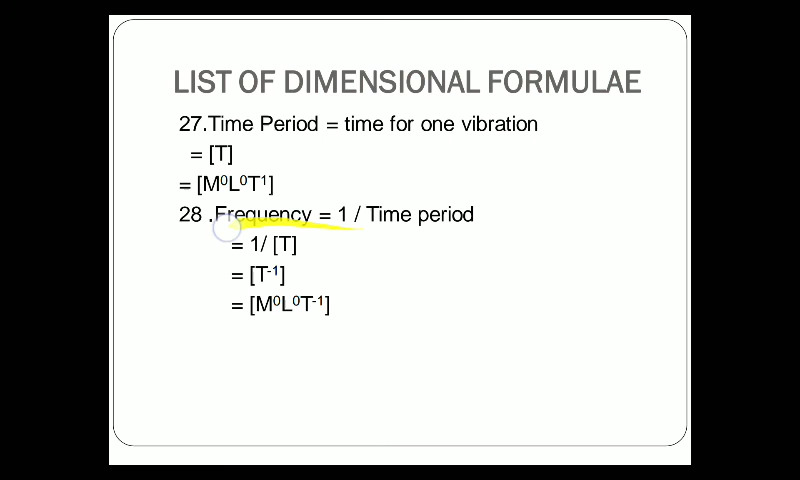 LIST OF DIMENSIONAL FORMULAE
27.Time Period = time for one vibration
= [T]
= [M⁰L⁰T¹]
28 .Frequency = 1 / Time period
= 1/ [T]
= [T⁻¹]
= [M⁰L⁰T⁻¹]